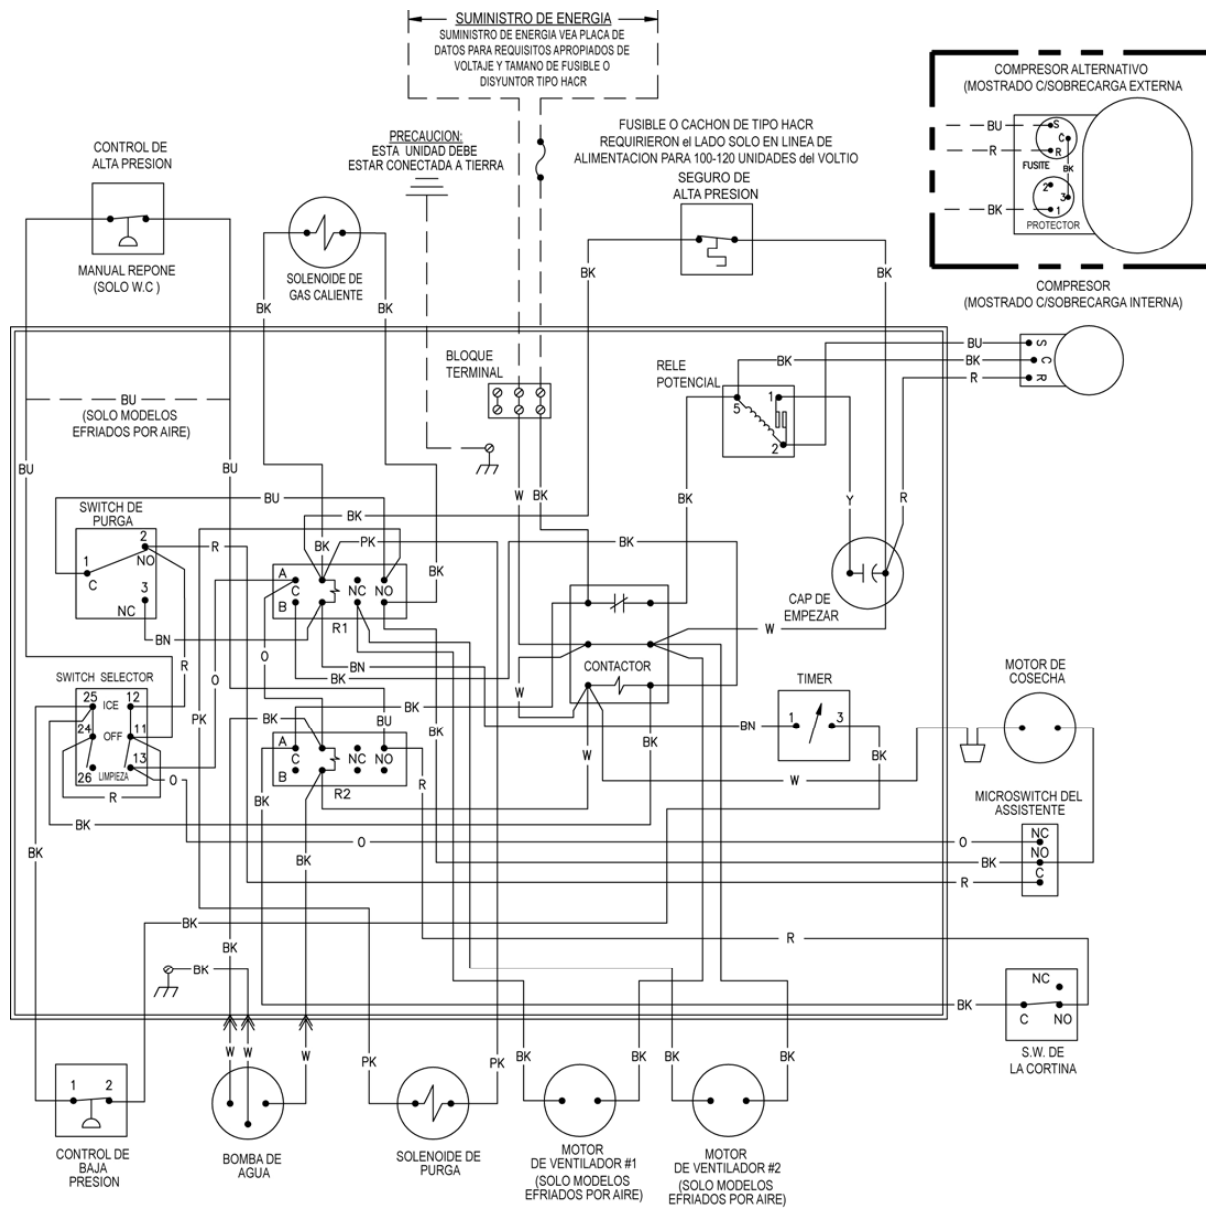 SUMINISTRO DE ENERGIA
SUMINISTRO DE ENERGIA VEA PLACA DE
DATOS PARA REQUISITOS APROPIADOS DE
VOLTAJE Y TAMANO DE FUSIBLE O
DISYUNTOR TIPO HACR
COMPRESOR ALTERNATIVO
(MOSTRADO C/SOBRECARGA EXTERNA
BU
S
C
R
R
FUSITE
BK
2
3
BK
1
PROTECTOR
PRECAUCION:
ESTA UNIDAD DEBE
ESTAR CONECTADA A TIERRA
FUSIBLE O CACHON DE TIPO HACR
REQUIRIERON el LADO SOLO EN LINEA DE
ALIMENTACION PARA 100-120 UNIDADES del VOLTIO
SEGURO DE
ALTA PRESION
CONTROL DE
ALTA PRESION
MANUAL REPONE
(SOLO W.C )
SOLENOIDE DE
GAS CALIENTE
BK
BK
BK
BK
COMPRESOR
(MOSTRADO C/SOBRECARGA INTERNA)
BU
S
BK
C
R
R
BK
BLOQUE
TERMINAL
RELE
POTENCIAL
5
1
2
BU
(SOLO MODELOS
EFRIADOS POR AIRE)
BU
BU
BU
W
BK
BK
Y
R
SWITCH DE
PURGA
1
C
2
NO
3
NC
R
BK
BK
PK
BK
BK
A
C
NC
NO
B
R1
BN
CAP DE
EMPEZAR
W
BN
BK
O
O
R
CONTACTOR
W
SWITCH SELECTOR
25
ICE
12
24
OFF
11
13
26
LIMPIEZA
O
R
PK
BK
BU
BK
BK
A
C
NC
NO
B
R2
R
BK
W
BK
TIMER
1
3
BN
BK
W
MOTOR DE
COSECHA
MICROSWITCH DEL
ASSISTENTE
NC
NO
C
O
BK
R
BK
BK
O
BK
BK
BK
BK
R
BK
S.W. DE
LA CORTINA
NC
C
NO
W
W
W
PK
PK
BK
BK
BK
BK
1
2
CONTROL DE
BAJA
PRESION
BOMBA DE
AGUA
SOLENOIDE DE
PURGA
MOTOR
DE VENTILADOR #1
(SOLO MODELOS
EFRIADOS POR AIRE)
MOTOR
DE VENTILADOR #2
(SOLO MODELOS
EFRIADOS POR AIRE)